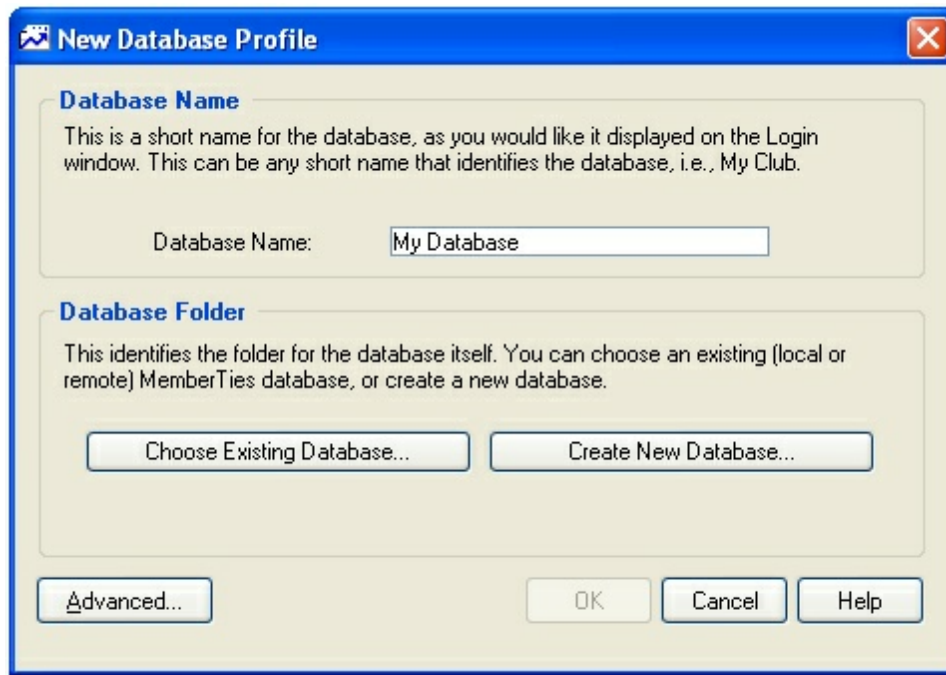 New Database Profile
Database Name
This is a short name for the database, as you would like it displayed on the Login
window. This can be any short name that identifies the database, i.e., My Club.
Database Name: My Database
Database Folder
This identifies the folder for the database itself. You can choose an existing (local or
remote) MemberTies database, or create a new database.
Choose Existing Database... Create New Database...
Advanced... OK Cancel Help